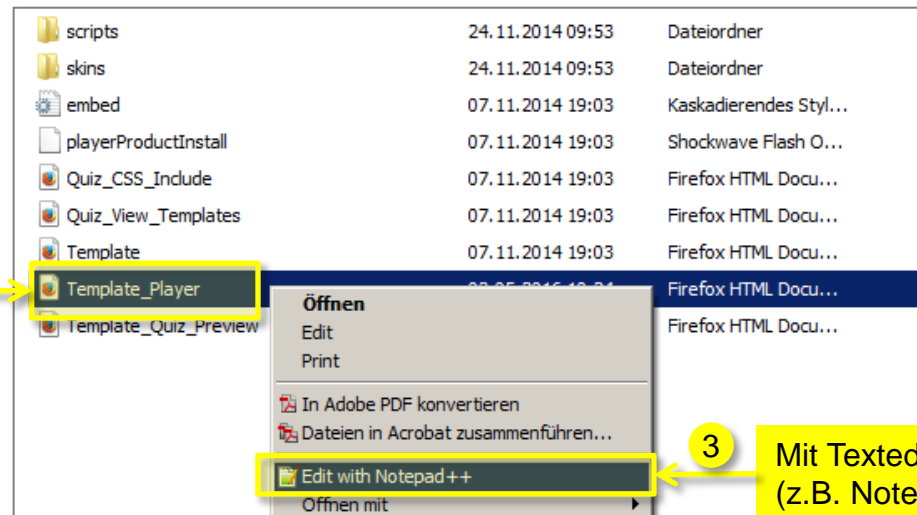 scripts 24.11.2014 09:53 Dateiordner
skins 24.11.2014 09:53 Dateiordner
embed 07.11.2014 19:03 Kaskadierendes Styl...
playerProductInstall 07.11.2014 19:03 Shockwave Flash O...
Quiz_CSS_Include 07.11.2014 19:03 Firefox HTML Docu...
Quiz_View_Templates 07.11.2014 19:03 Firefox HTML Docu...
Template 07.11.2014 19:03 Firefox HTML Docu...
Template_Player Firefox HTML Docu...
Template_Quiz_Preview Firefox HTML Docu...
Öffnen
Edit
Print
In Adobe PDF konvertieren
Dateien in Acrobat zusammenführen...
Edit with Notepad++
Öffnen mit
3
Mit Texted
(z.B. Note